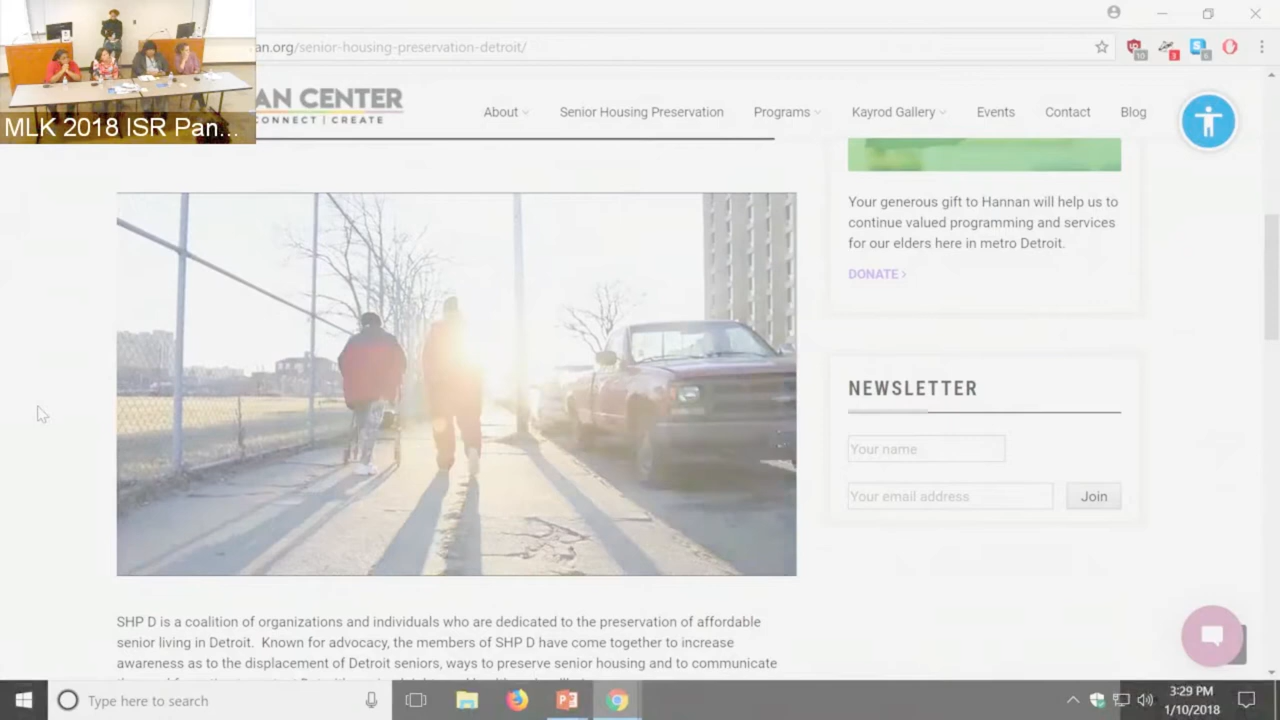 an.org/senior-housing-preservation-detroit/
10
3
6
AN CENTER
CONNECT | CREATE
About
Senior Housing Preservation
Programs
Kayrod Gallery
Events
Contact
Blog
MLK 2018 ISR Pan...
Your generous gift to Hannan will help us to
continue valued programming and services
for our elders here in metro Detroit.
DONATE >
NEWSLETTER
Your name
Your email address
Join
SHP D is a coalition of organizations and individuals who are dedicated to the preservation of affordable
senior living in Detroit. Known for advocacy, the members of SHP D have come together to increase
awareness as to the displacement of Detroit seniors, ways to preserve senior housing and to communicate
Type here to search
3:29 PM
1/10/2018